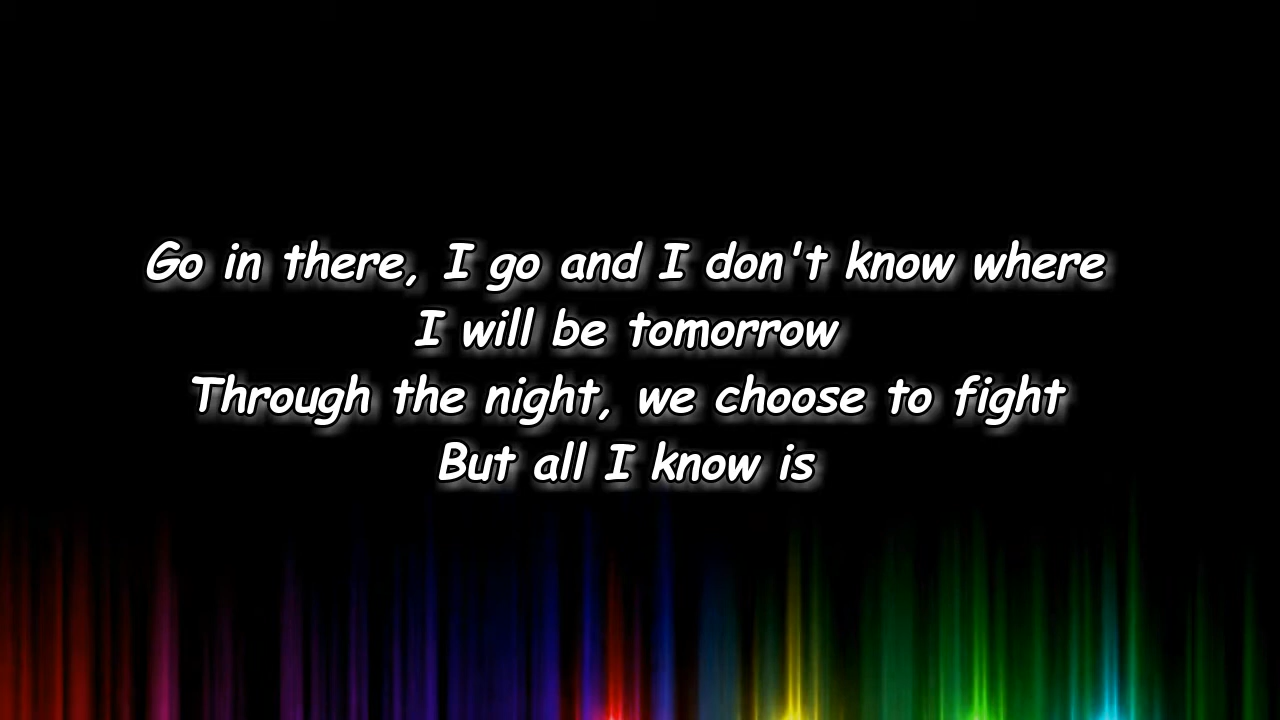 Go in there, I go and I don't know where
I will be tomorrow
Through the night, we choose to fight
But all I know is